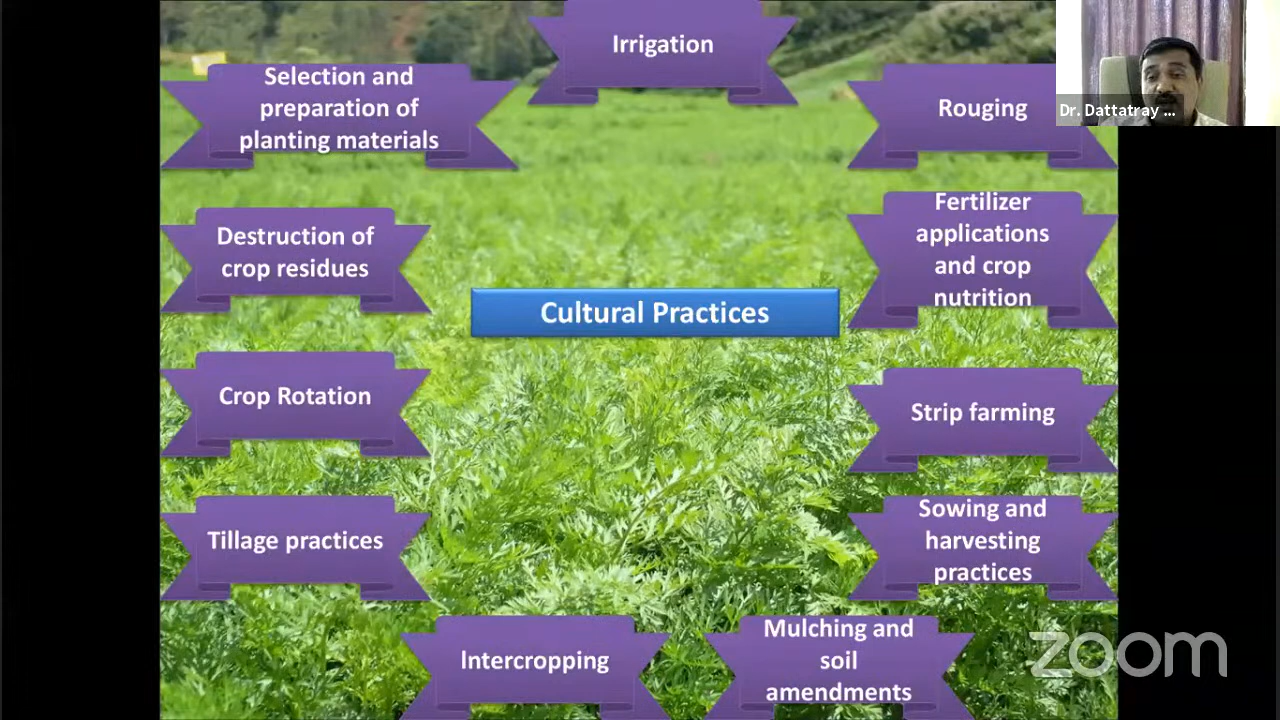 Irrigation
Selection and
preparation of
planting materials
Rouging
Dr. Dattatray ...
Destruction of
crop residues
Fertilizer
applications
and crop
nutrition
Cultural Practices
Crop Rotation
Strip farming
Tillage practices
Sowing and
harvesting
practices
Intercropping
Mulching and
soil
amendments
zoom